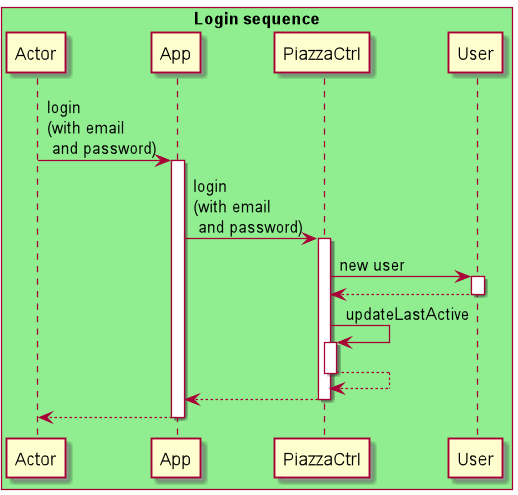 Login sequence
Actor
App
PiazzaCtrl
User
login
(with email
and password)
login
(with email
and password)
new user
updateLastActive
Actor
App
PiazzaCtrl
User